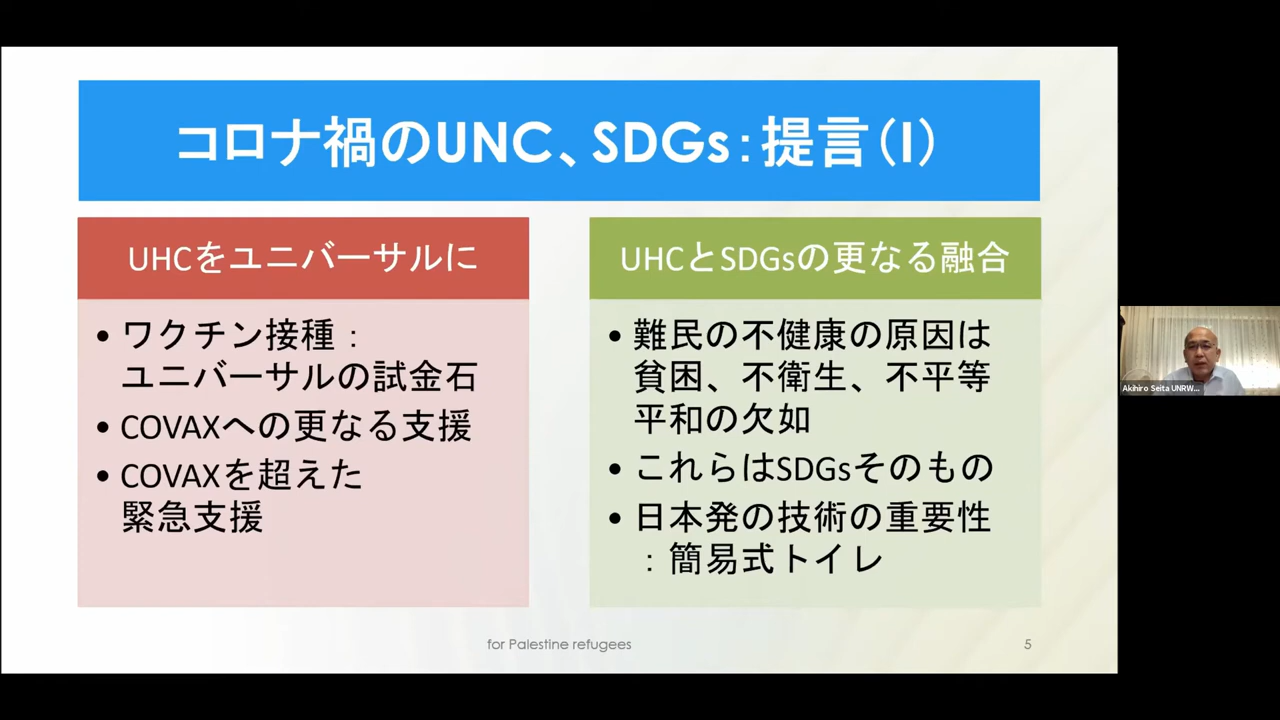 コロナ禍のUNC、SDGs：提言（I）
UHCをユニバーサルに
• ワクチン接種：
ユニバーサルの試金石
• COVAXへの更なる支援
• COVAXを超えた
緊急支援
UHCとSDGsの更なる融合
• 難民の不健康の原因は
貧困、不衛生、不平等
平和の欠如
• これらはSDGsそのもの
• 日本発の技術の重要性
：簡易式トイレ
for Palestine refugees
5
Akihiro Seita UNRW...